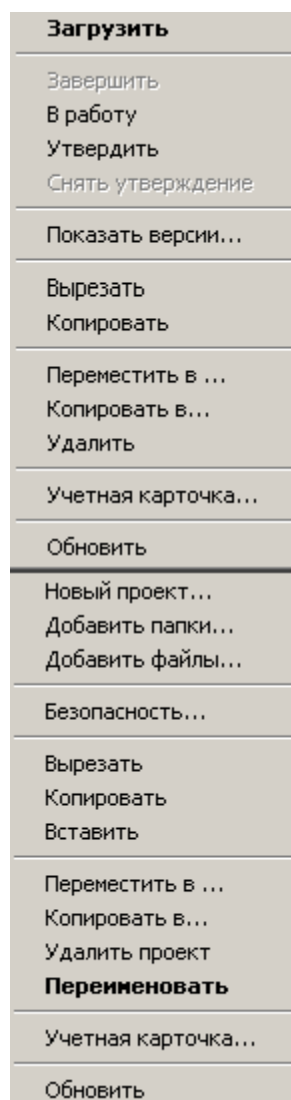 Загрузить
Завершить
В работу
Утвердить
Снять утверждение
Показать версии...
Вырезать
Копировать
Переместить в ...
Копировать в...
Удалить
Учетная карточка...
Обновить
Новый проект...
Добавить папки...
Добавить файлы...
Безопасность...
Вырезать
Копировать
Вставить
Переместить в ...
Копировать в...
Удалить проект
Переименовать
Учетная карточка...
Обновить